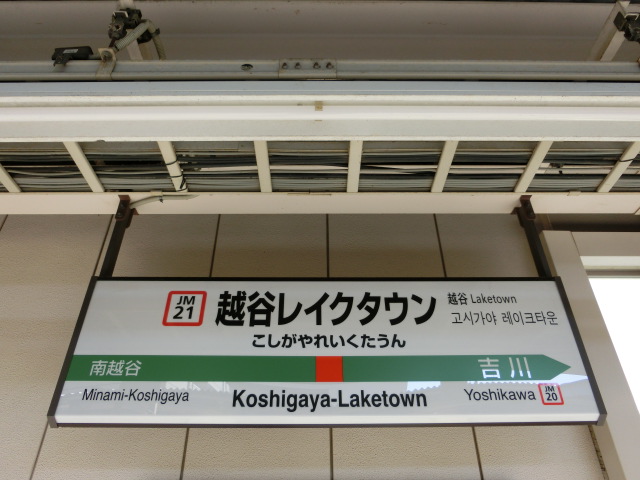 JM
21
越谷レイクタウン
越谷 Laketown
고시가야 레이크타운
こしがやれいくたうん
南越谷
吉川
Minami-Koshigaya
Koshigaya-Laketown
Yoshikawa
JM
20